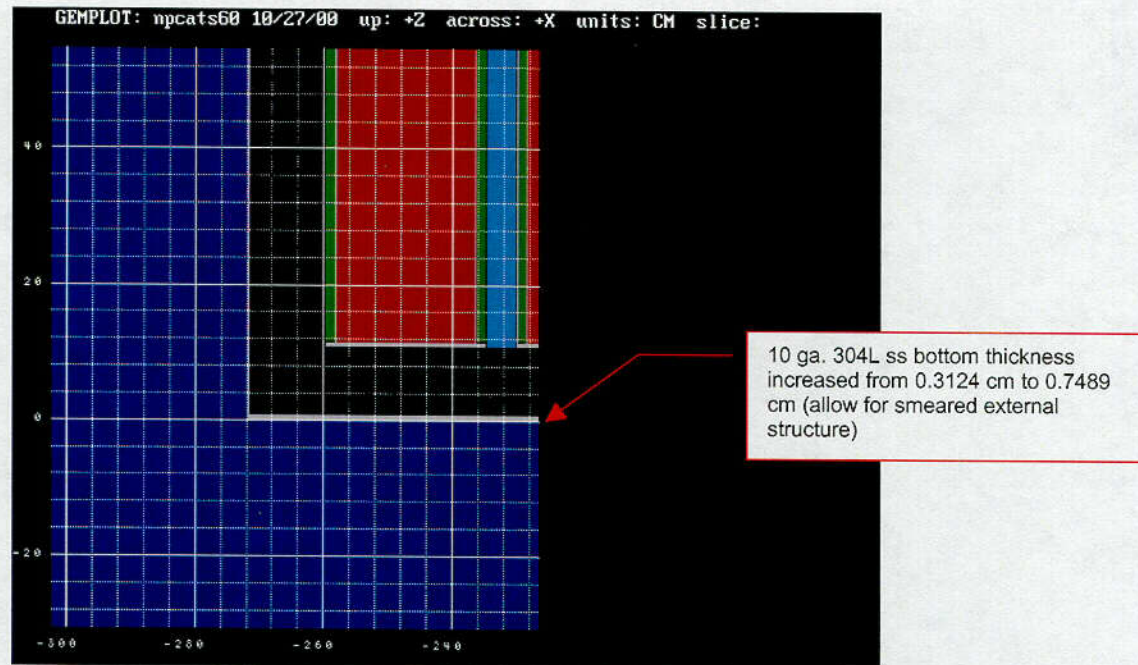 GEMPLOT: npcats60 10/27/00 up: +Z across: +X units: CM slice:
40
20
0
-20
-300 -280 -260 -240
10 ga. 304L ss bottom thickness
increased from 0.3124 cm to 0.7489
cm (allow for smeared external
structure)